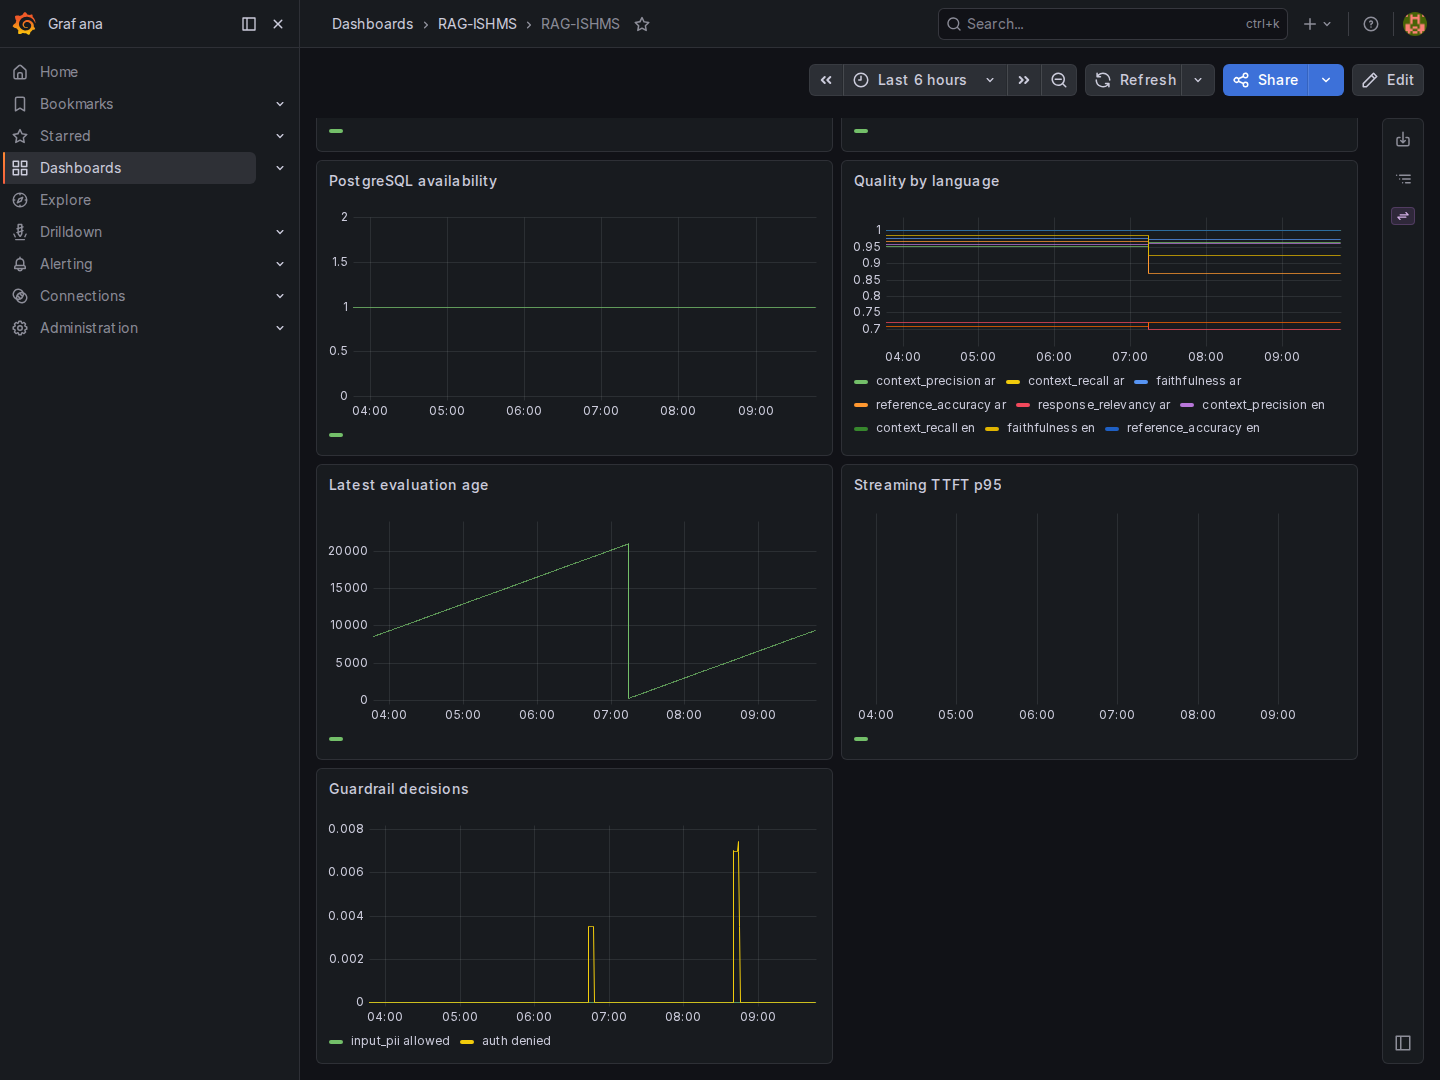 Grafana
Dashboards › RAG-ISHMS › RAG-ISHMS
Search...
ctrl+k
Home
Bookmarks
Starred
Dashboards
Explore
Drilldown
Alerting
Connections
Administration
Last 6 hours
Refresh
Share
Edit
PostgreSQL availability
2
1.5
1
0.5
0
04:00 05:00 06:00 07:00 08:00 09:00
Quality by language
1
0.95
0.9
0.85
0.8
0.75
0.7
04:00 05:00 06:00 07:00 08:00 09:00
context_precision ar context_recall ar faithfulness ar
reference_accuracy ar response_relevancy ar context_precision en
context_recall en faithfulness en reference_accuracy en
Latest evaluation age
20000
15000
10000
5000
0
04:00 05:00 06:00 07:00 08:00 09:00
Streaming TTFT p95
04:00 05:00 06:00 07:00 08:00 09:00
Guardrail decisions
0.008
0.006
0.004
0.002
0
04:00 05:00 06:00 07:00 08:00 09:00
input_pii allowed auth denied